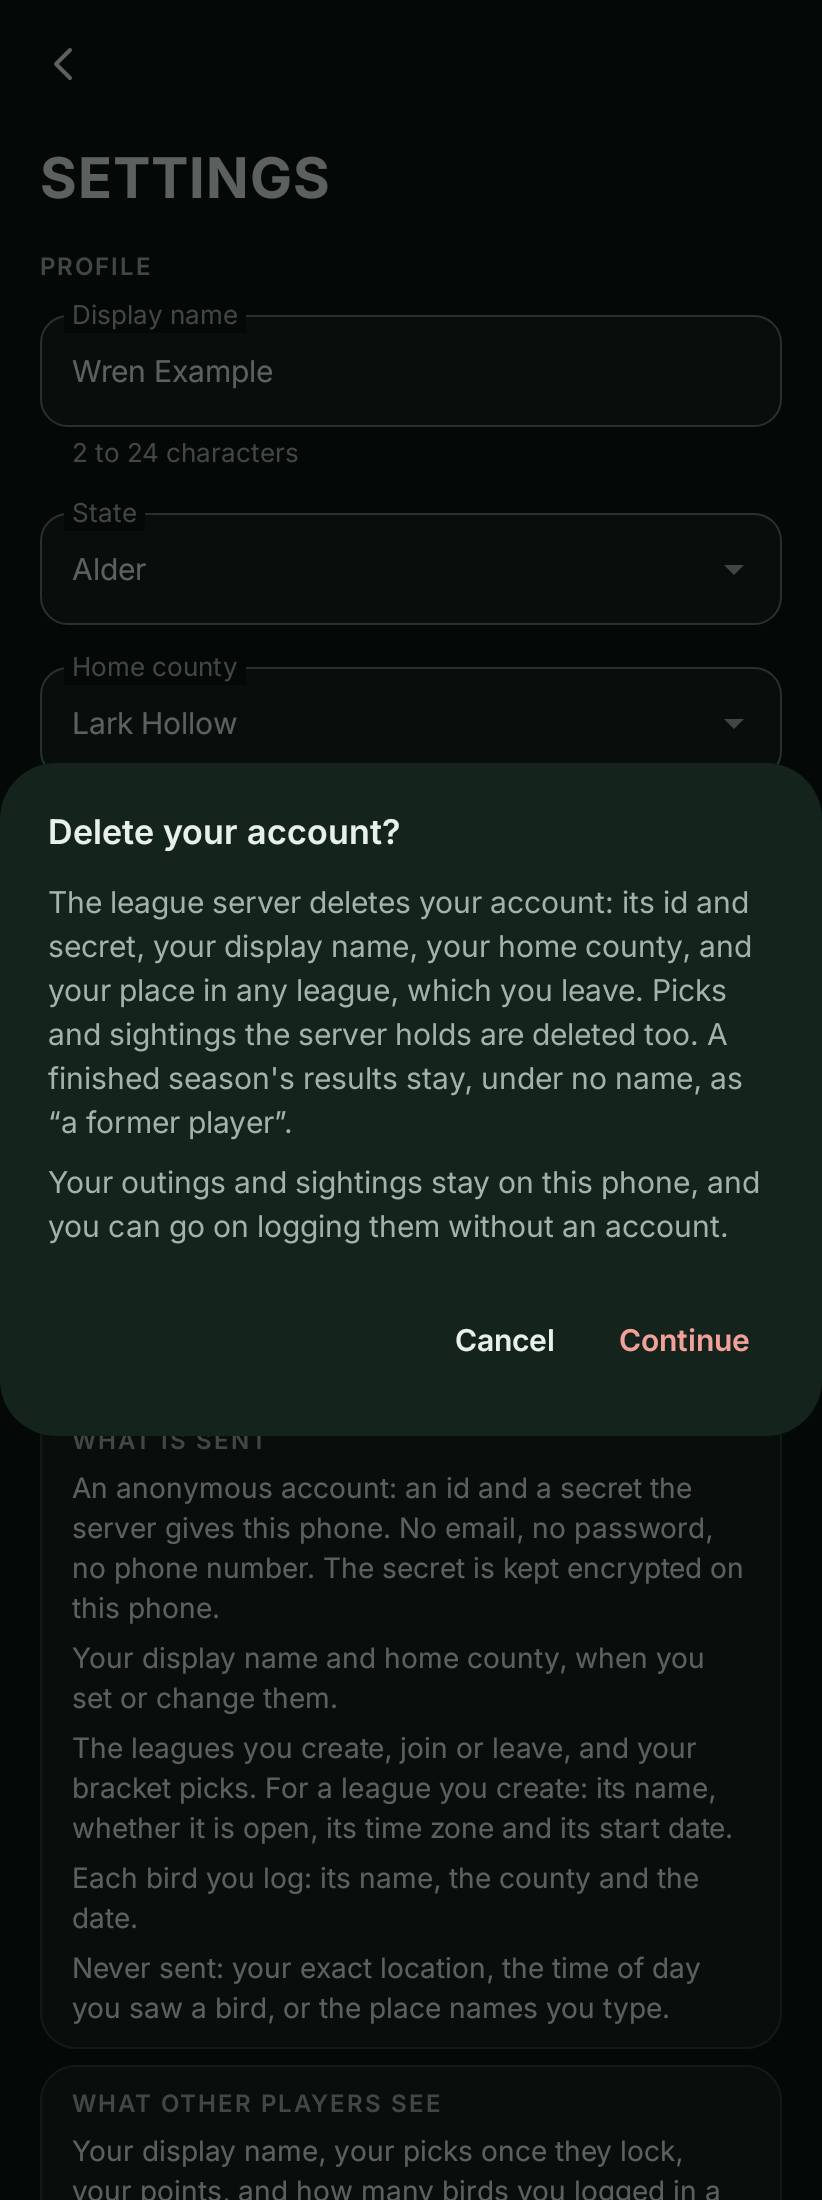 SETTINGS
PROFILE
Display name
Wren Example
2 to 24 characters
State
Alder
Home county
Lark Hollow
Delete your account?
The league server deletes your account: its id and
secret, your display name, your home county, and
your place in any league, which you leave. Picks
and sightings the server holds are deleted too. A
finished season's results stay, under no name, as
“a former player”.
Your outings and sightings stay on this phone, and
you can go on logging them without an account.
Cancel
Continue
WHAT IS SENT
An anonymous account: an id and a secret the
server gives this phone. No email, no password,
no phone number. The secret is kept encrypted on
this phone.
Your display name and home county, when you
set or change them.
The leagues you create, join or leave, and your
bracket picks. For a league you create: its name,
whether it is open, its time zone and its start date.
Each bird you log: its name, the county and the
date.
Never sent: your exact location, the time of day
you saw a bird, or the place names you type.
WHAT OTHER PLAYERS SEE
Your display name, your picks once they lock,
your points, and how many birds you logged in a